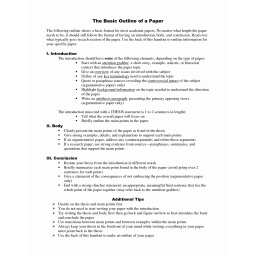 The Basic Outline of a Paper
The following outline shows a basic format for most academic papers. No matter what length the paper
needs to be, it should still follow the format of having an introduction, body, and conclusion. Read over
what typically goes in each section of the paper. Use the back of this handout to outline information for
your specific paper.
I. Introduction
The introduction should have some of the following elements, depending on the type of paper:
Start with an attention grabber: a short story, example, statistic, or historical
context that introduces the paper topic
Give an overview of any issues involved with the subject
Define of any key terminology need to understand the topic
Quote or paraphrase sources revealing the controversial nature of the subject
(argumentative papers only)
Highlight background information on the topic needed to understand the direction
of the paper
Write an antithesis paragraph, presenting the primary opposing views
(argumentative paper only)
The introduction must end with a THESIS statement (a 1 to 2 sentences in length)
Tell what the overall paper will focus on
Briefly outline the main points in the paper
II. Body
Clearly present the main points of the paper as listed in the thesis
Give strong examples, details, and explanations to support each main points
If an argumentative paper, address any counterarguments and refute those arguments
If a research paper, use strong evidence from sources—paraphrases, summaries, and
quotations that support the main points
III. Conclusion
Restate your thesis from the introduction in different words
Briefly summarize each main point found in the body of the paper (avoid going over 2
sentences for each point)
Give a statement of the consequences of not embracing the position (argumentative paper
only)
End with a strong clincher statement: an appropriate, meaningful final sentence that ties the
whole point of the paper together (may refer back to the attention grabber)
Additional Tips
Decide on the thesis and main points first
You do not need to start writing your paper with the introduction
Try writing the thesis and body first; then go back and figure out how to best introduce the body
and conclude the paper
Use transitions between main points and between examples within the main points
Always keep your thesis in the forefront of your mind while writing; everything in your paper
must point back to the thesis
Use the back of this handout to make an outline of your paper